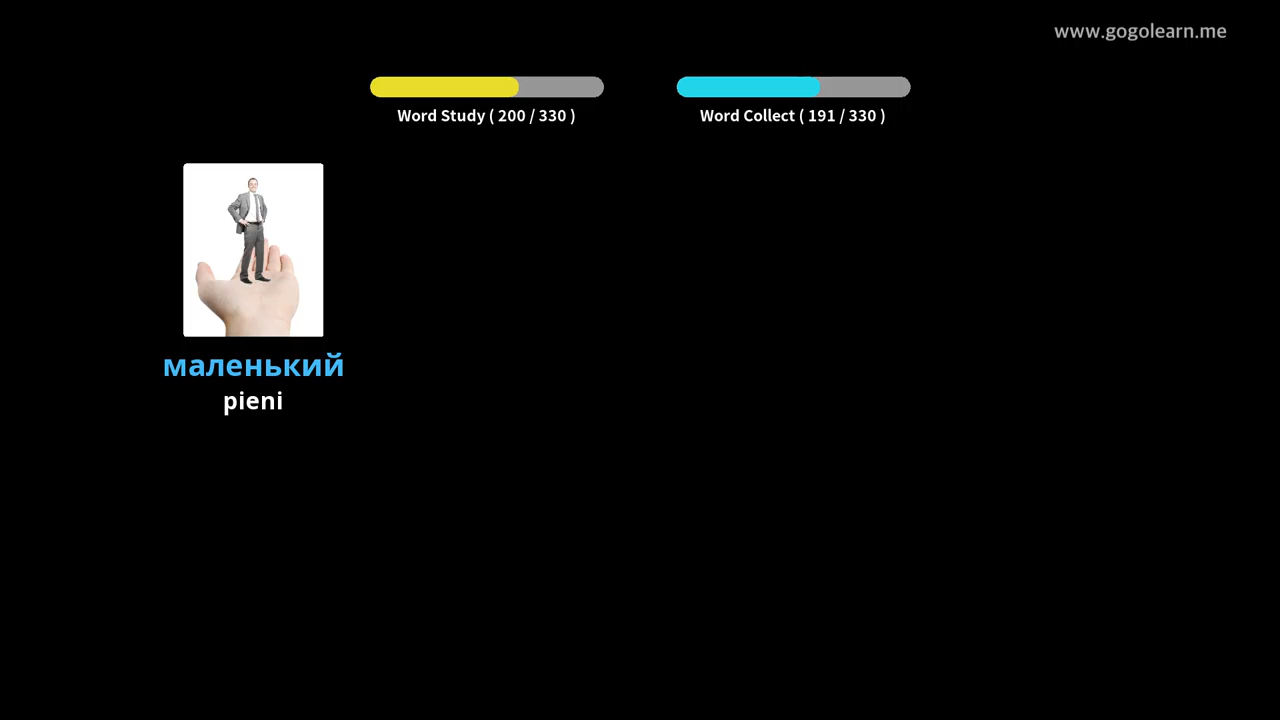 www.gogolearn.me
Word Study ( 200 / 330 )
Word Collect ( 191 / 330 )
маленький
pieni